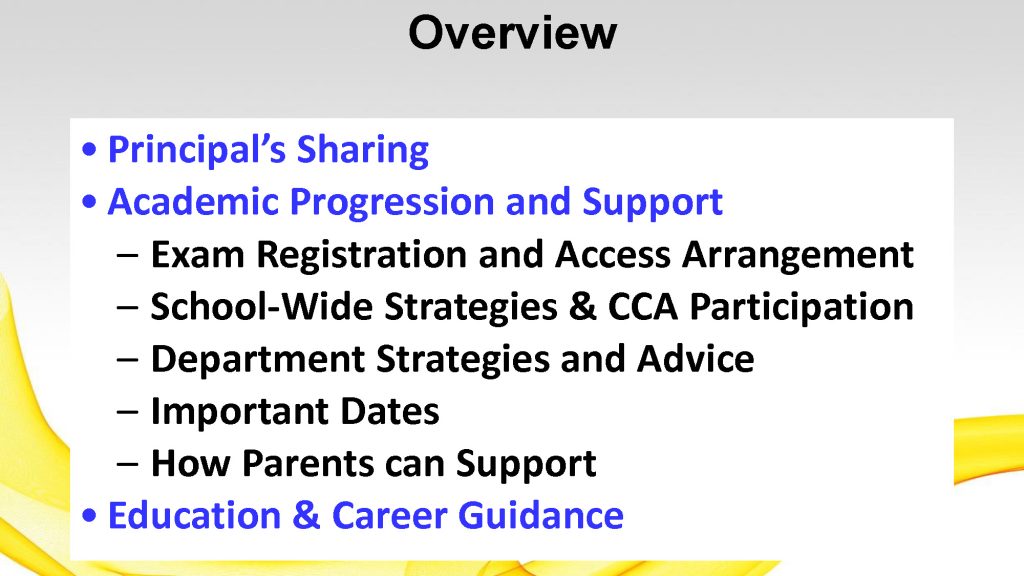 Overview
• Principal’s Sharing
• Academic Progression and Support
– Exam Registration and Access Arrangement
– School-Wide Strategies & CCA Participation
– Department Strategies and Advice
– Important Dates
– How Parents can Support
• Education & Career Guidance